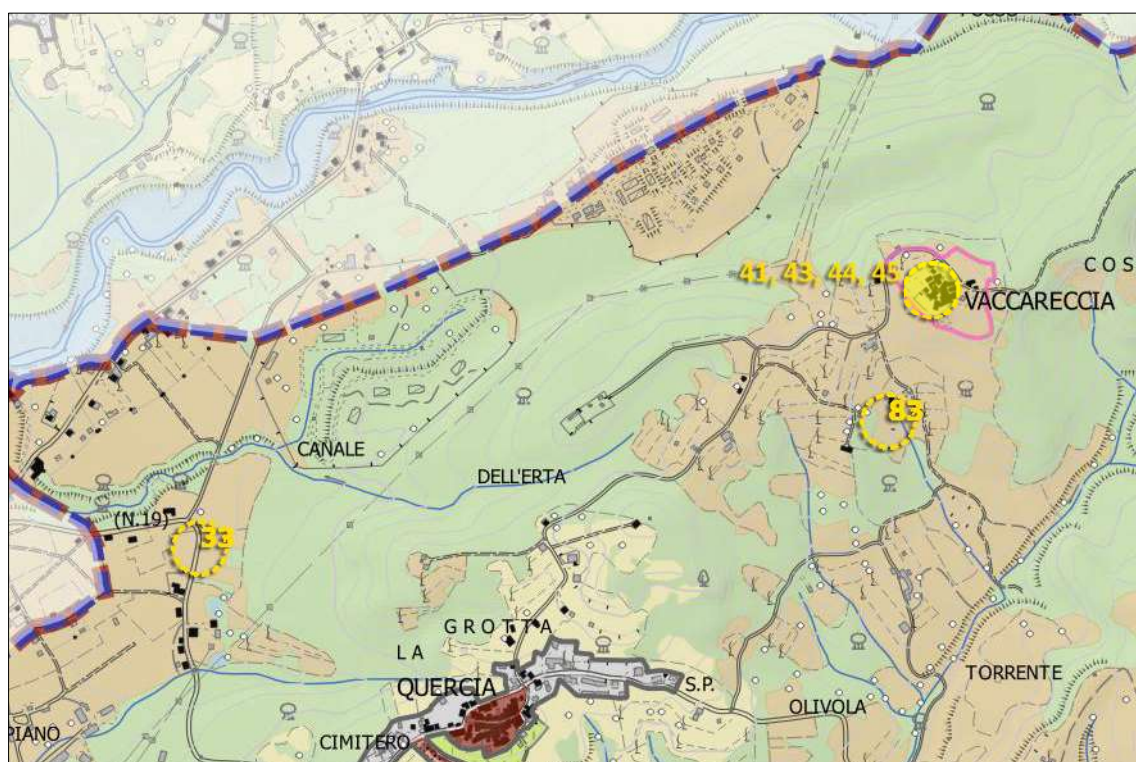 COS
41, 43, 44, 45
VACCARECCIA
83
CANALE
DELL'ERTA
(N.19)
33
GROTTA
LA
QUERCIA
S.P.
TORRENTE
OLIVOLA
PIANO
CIMITERO